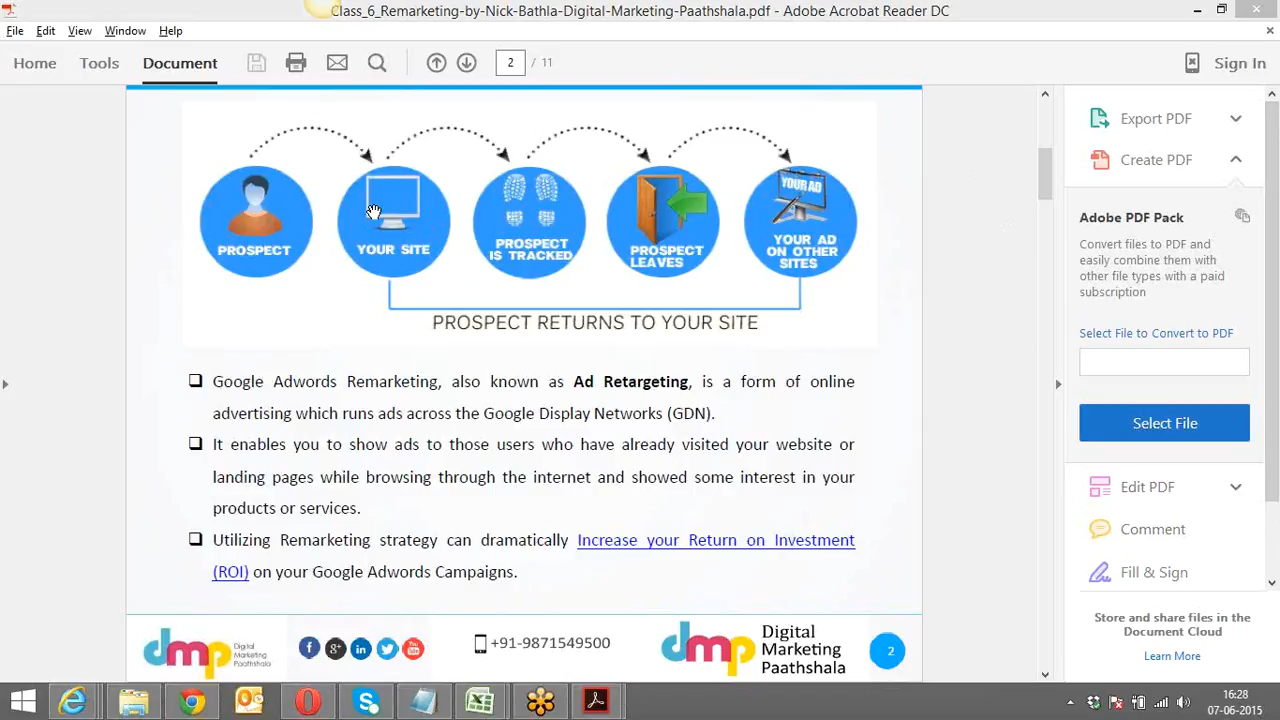 Class_6_Remarketing-by-Nick-Bathla-Digital-Marketing-Paathshala.pdf - Adobe Acrobat Reader DC
File Edit View Window Help
Home Tools Document 2 / 11 Sign In
PROSPECT
YOUR SITE
PROSPECT
IS TRACKED
PROSPECT
LEAVES
YOUR AD
YOUR AD
ON OTHER
SITES
PROSPECT RETURNS TO YOUR SITE
Google Adwords Remarketing, also known as Ad Retargeting, is a form of online
advertising which runs ads across the Google Display Networks (GDN).
It enables you to show ads to those users who have already visited your website or
landing pages while browsing through the internet and showed some interest in your
products or services.
Utilizing Remarketing strategy can dramatically Increase your Return on Investment
(ROI) on your Google Adwords Campaigns.
dmp Digital
Marketing
Paathshala
f g+ in You
+91-9871549500
dmp Digital
Marketing
Paathshala
2
Export PDF
Create PDF
Adobe PDF Pack
Convert files to PDF and
easily combine them with
other file types with a paid
subscription
Select File to Convert to PDF
Select File
Edit PDF
Comment
Fill & Sign
Store and share files in the
Document Cloud
Learn More
16:28
07-06-2015